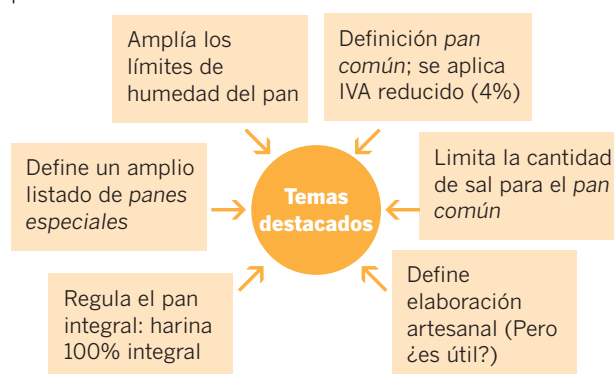 Amplía los
límites de
humedad del pan
Definición pan
común; se aplica
IVA reducido (4%)
Define un amplio
listado de panes
especiales
Temas
destacados
Limita la cantidad
de sal para el pan
común
Regula el pan
integral: harina
100% integral
Define
elaboración
artesanal (Pero
¿es útil?)